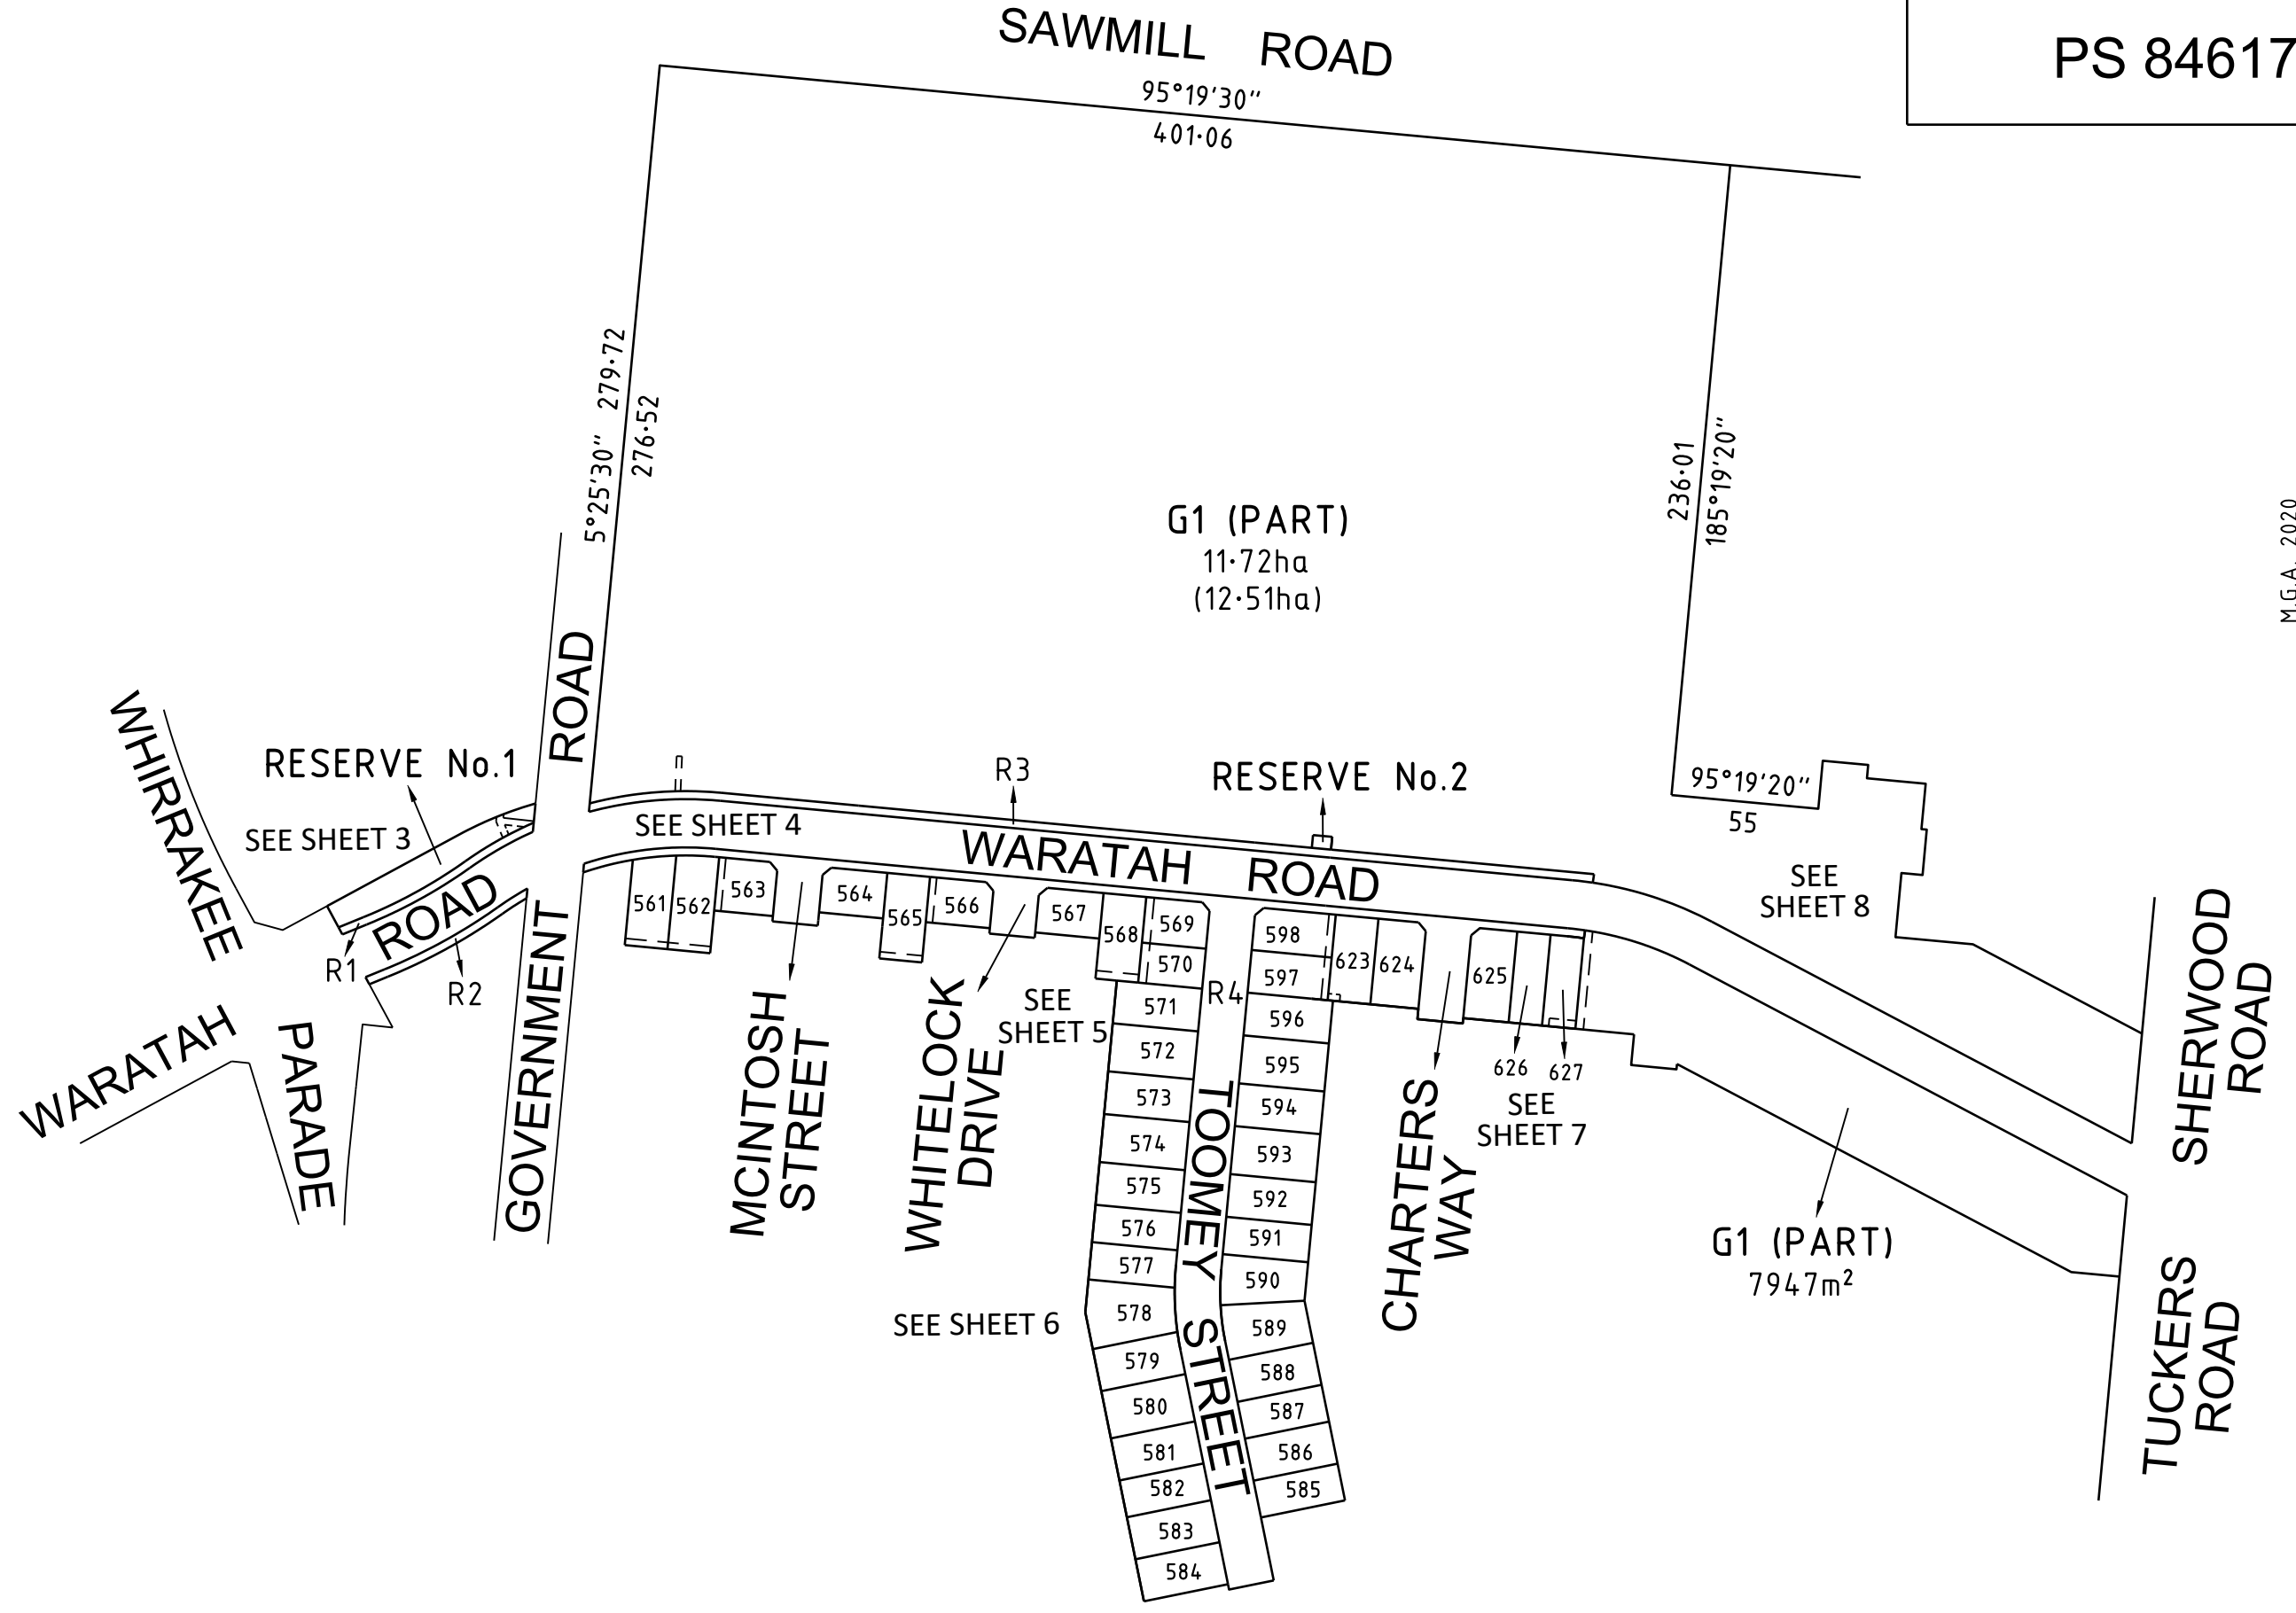 SAWMILL ROAD
PS 84617
95°19'30"
401·06
5°25'30" 279·72
276·52
236·01
185°19'20"
M.G.A. 2020
G1 (PART)
11·72ha
(12·51ha)
ROAD
WHIRRAKEE
RESERVE No.1
SEE SHEET 3
R3
RESERVE No.2
95°19'20"
55
SEE SHEET 4
WARATAH ROAD
SEE
SHEET 8
SHERWOOD
ROAD
561
562
563
564
565
566
567
568
569
570
598
597
623
624
625
626
627
ROAD
R1
R2
R4
GOVERNMENT
WARATAH
PARADE
MCINTOSH
STREET
WHITELOCK
DRIVE
SEE
SHEET 5
571
572
573
574
575
576
577
578
579
580
581
582
583
584
TOOMEY STREET
596
595
594
593
592
591
590
589
588
587
586
585
CHARTERS
WAY
SEE
SHEET 7
SEE SHEET 6
G1 (PART)
7947m²
TUCKERS
ROAD